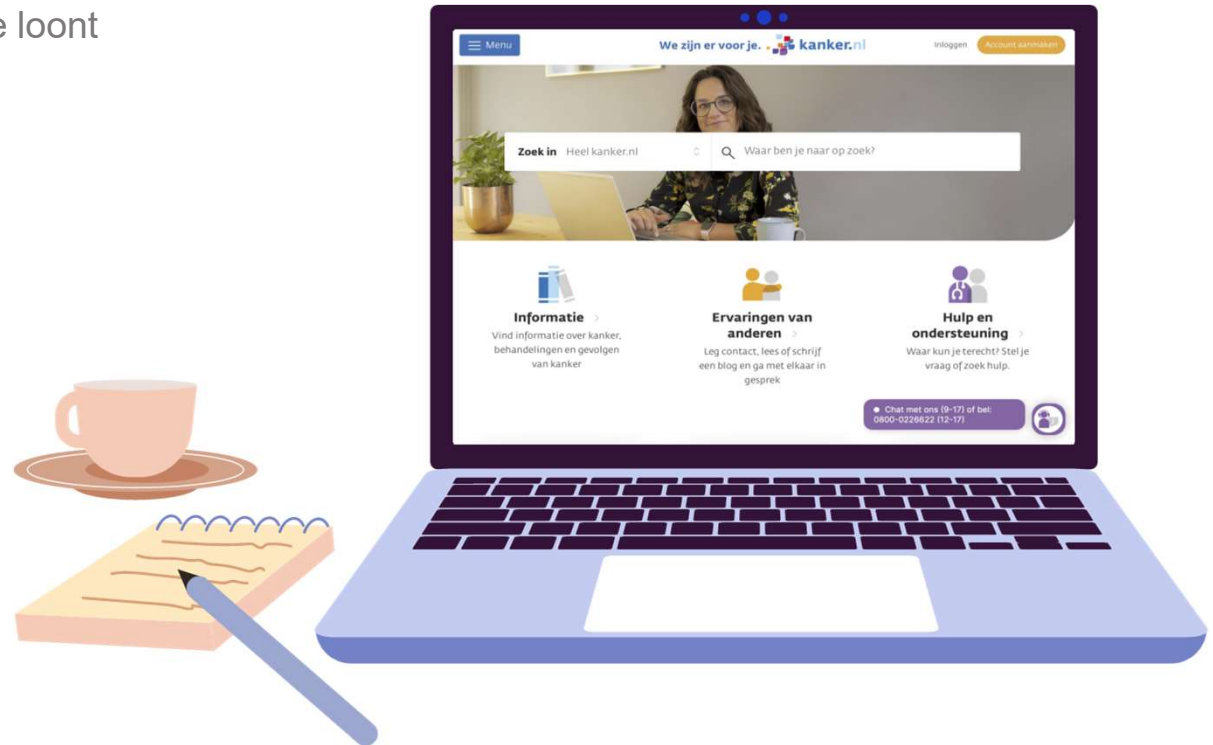 e loont
Menu
We zijn er voor je. kanker.nl
Inloggen
Account aanmaken
Zoek in Heel kanker.nl
Waar ben je naar op zoek?
Informatie
Vind informatie over kanker,
behandelingen en gevolgen
van kanker
Ervaringen van
anderen
Leg contact, lees of schrijf
een blog en ga met elkaar in
gesprek
Hulp en
ondersteuning
Waar kun je terecht? Stel je
vraag of zoek hulp.
Chat met ons (9-17) of bel:
0800-0226622 (12-17)